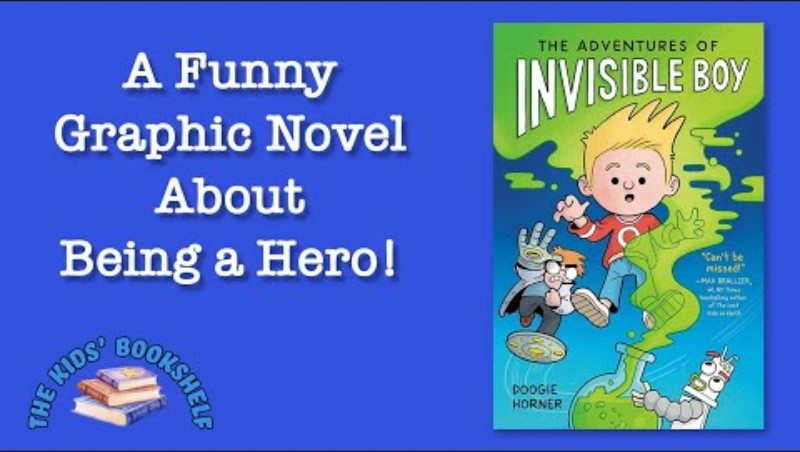 A Funny
Graphic Novel
About
Being a Hero!
THE KIDS' BOOKSHELF
THE ADVENTURES OF
INVISIBLE BOY
"Can't be
missed!"
—MAX BRALLIER,
#1 NY Times
bestselling author
of The Last
Kids on Earth
DOOGIE
HORNER